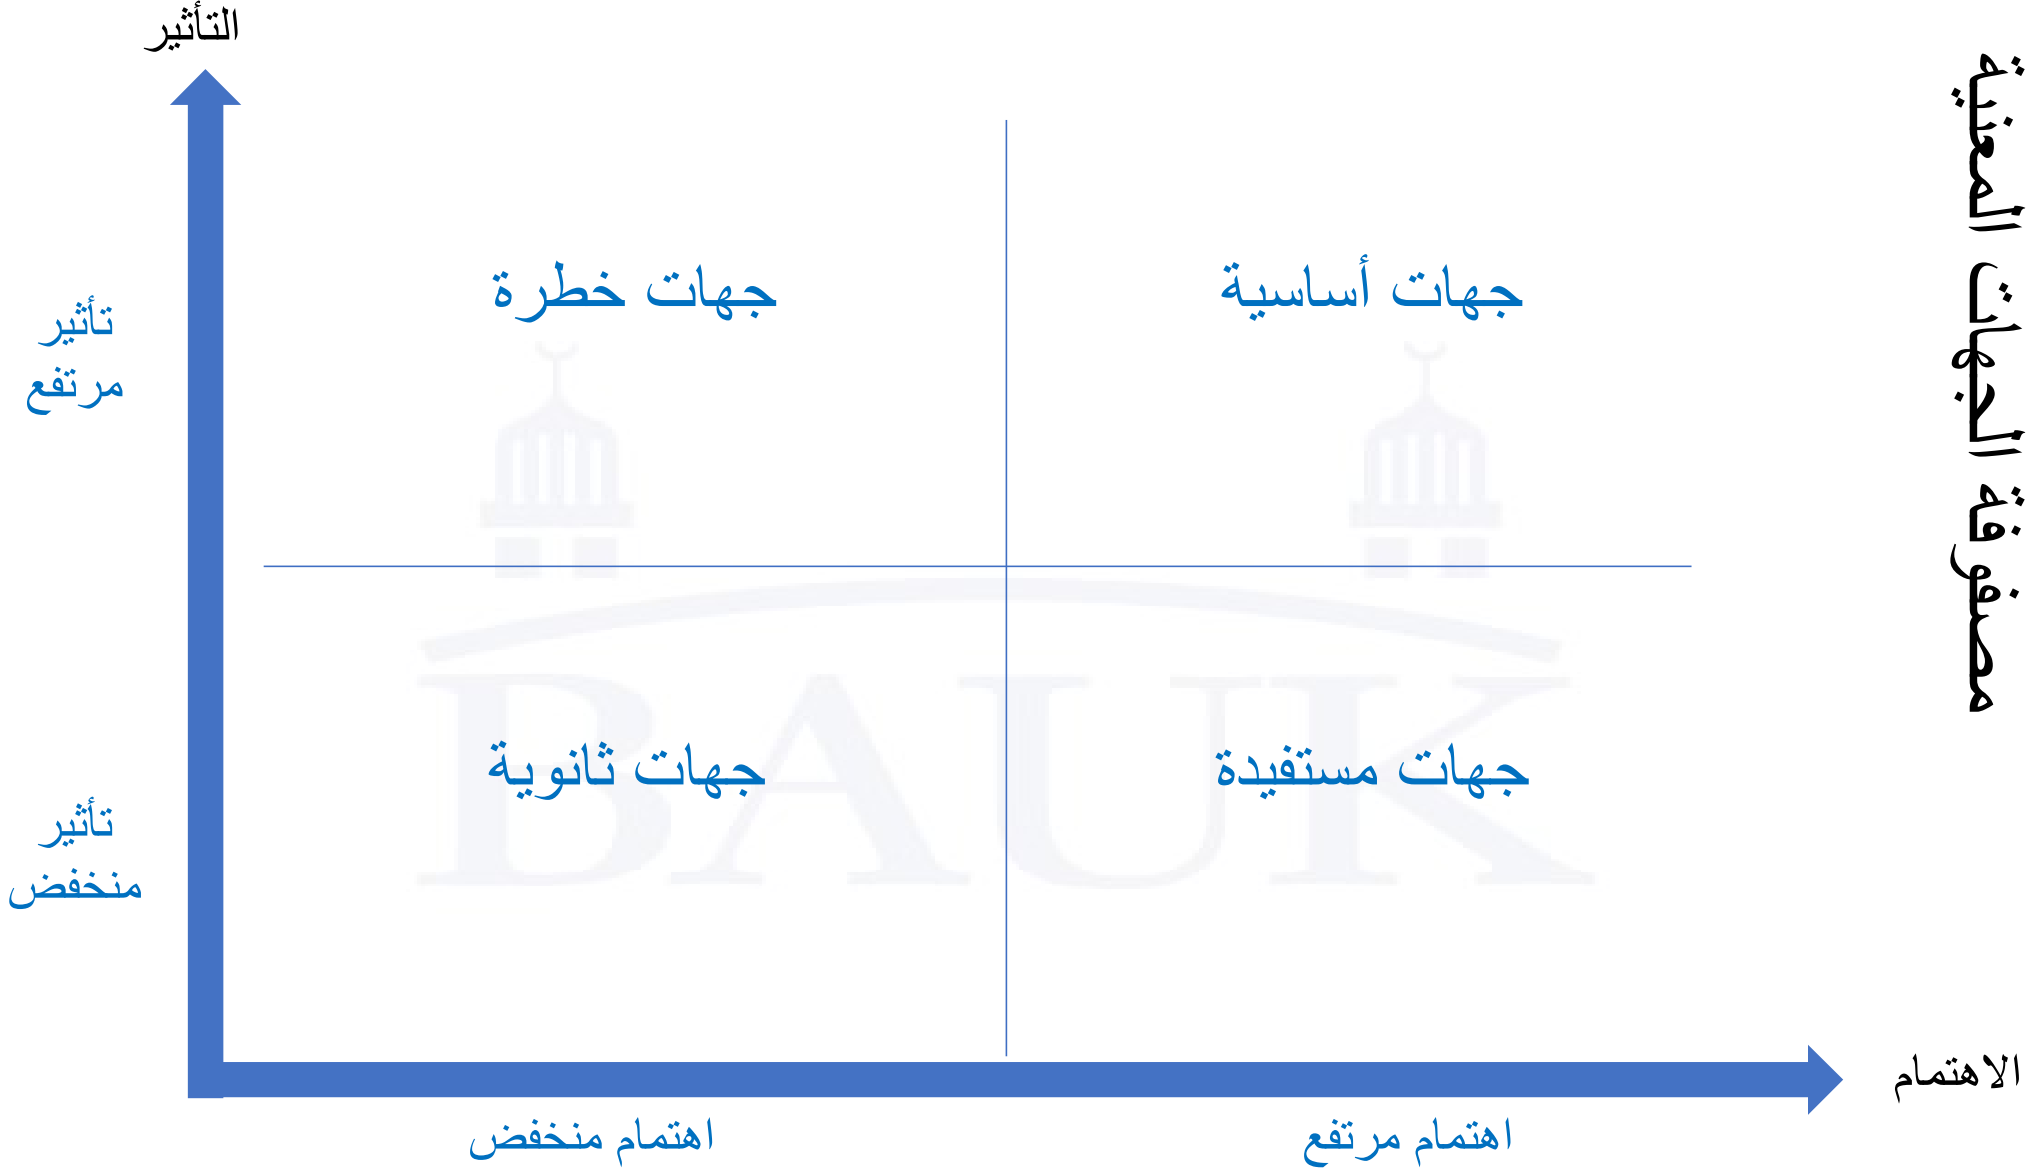 التأثير
مصفوفة الجهات المعنية
جهات أساسية
جهات خطرة
تأثير
مرتفع
جهات مستفيدة
جهات ثانوية
تأثير
منخفض
BAUK
الاهتمام
اهتمام مرتفع
اهتمام منخفض